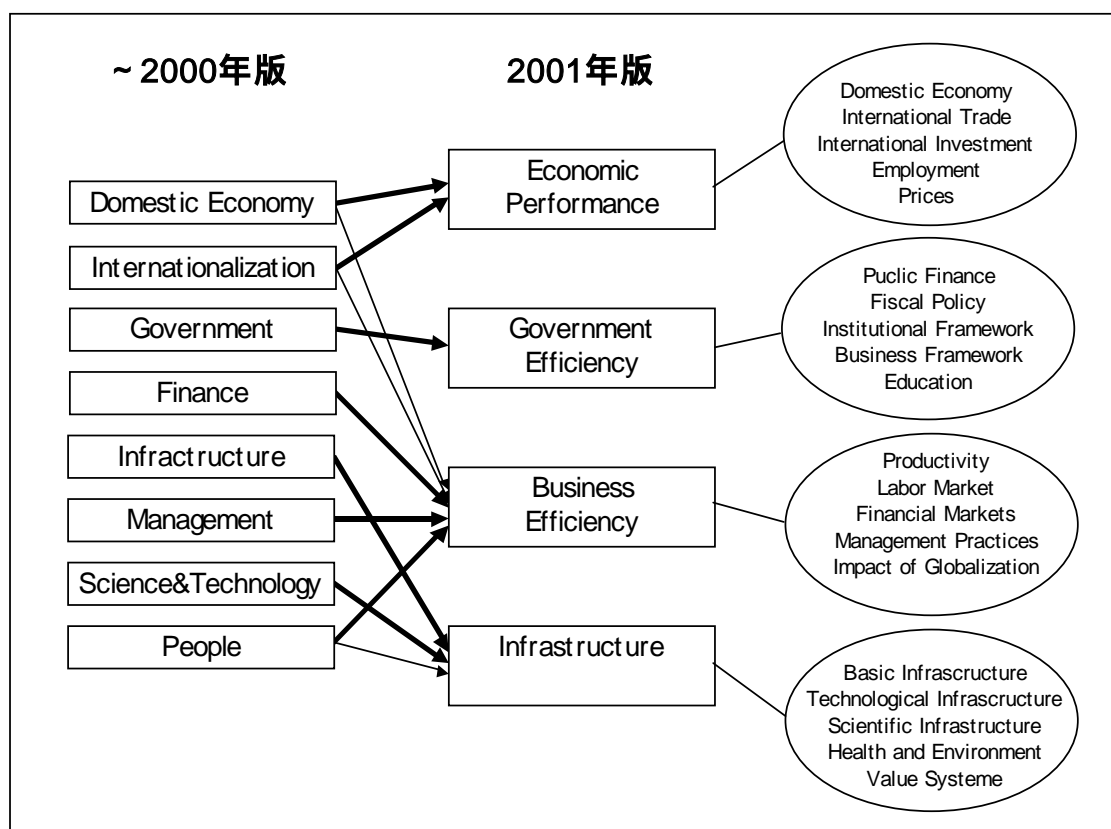 ~ 2000年版
2001年版
Domestic Economy
Internationalization
Government
Finance
Infractructure
Management
Science&Technology
People
Economic
Performance
Government
Efficiency
Business
Efficiency
Infrastructure
Domestic Economy
International Trade
International Investment
Employment
Prices
Puclic Finance
Fiscal Policy
Institutional Framework
Business Framework
Education
Productivity
Labor Market
Financial Markets
Management Practices
Impact of Globalization
Basic Infrascructure
Technological Infrascructure
Scientific Infrastructure
Health and Environment
Value Systeme